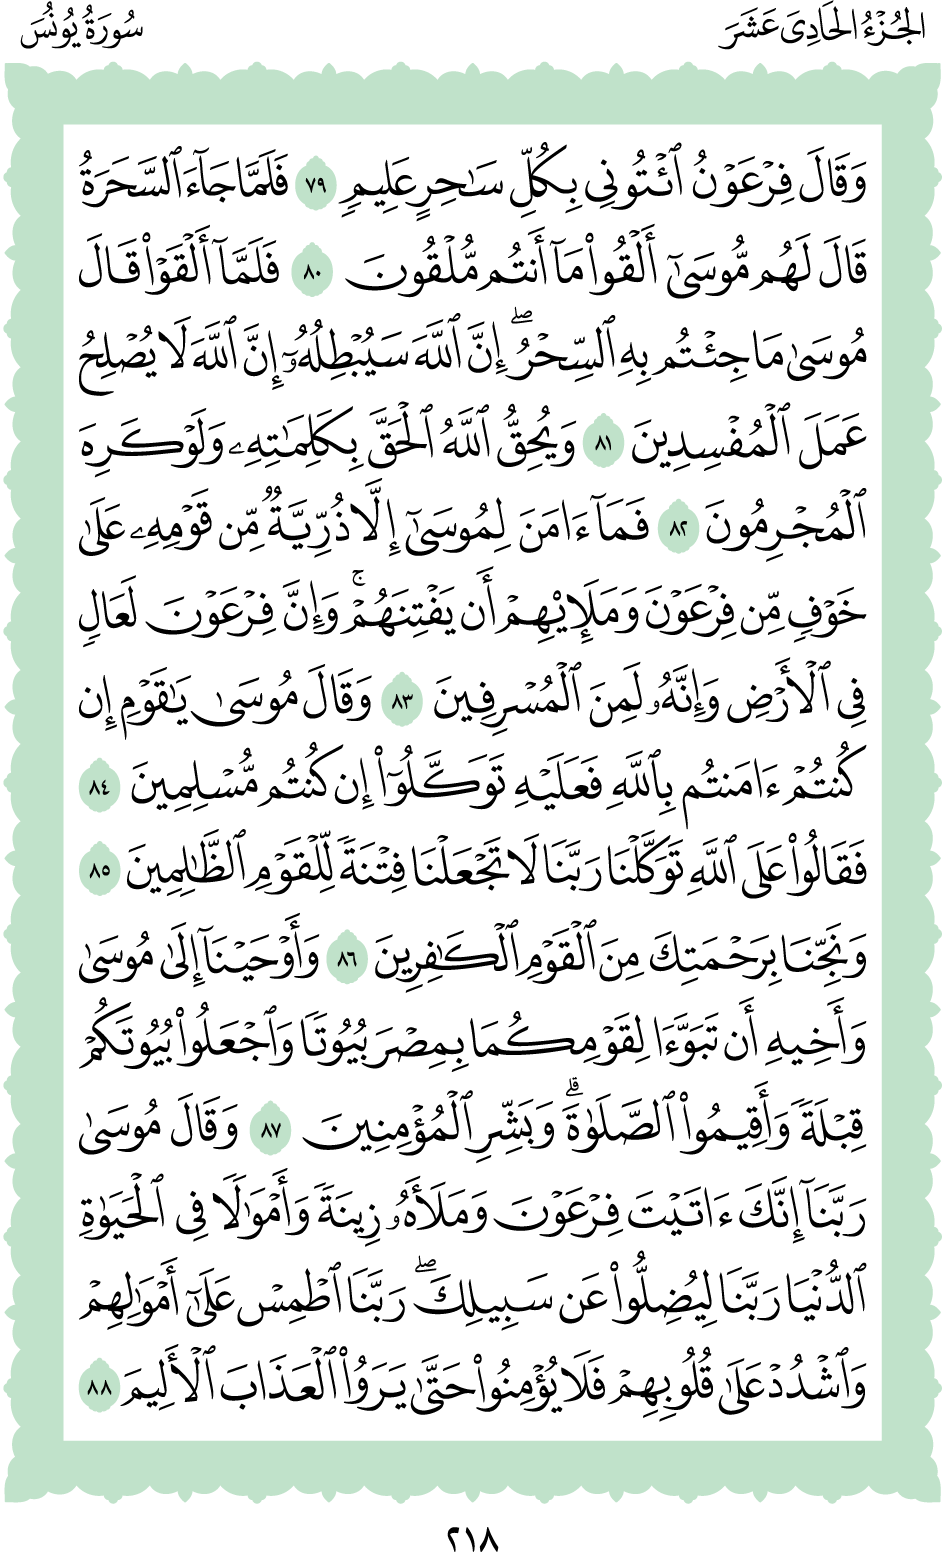 الجُزْءُ الحَادِىَ عَشَرَ
سُورَةُ يُونُسَ
وَقَالَ فِرْعَوْنُ ٱئْتُونِى بِكُلِّ سَـٰحِرٍ عَلِيمٍ ٧٩ فَلَمَّا جَآءَ ٱلسَّحَرَةُ
قَالَ لَهُم مُّوسَىٰٓ أَلْقُوا۟ مَآ أَنتُم مُّلْقُونَ ٨٠ فَلَمَّآ أَلْقَوْا۟ قَالَ
مُوسَىٰ مَا جِئْتُم بِهِ ٱلسِّحْرُ ۖ إِنَّ ٱللَّهَ سَيُبْطِلُهُۥٓ إِنَّ ٱللَّهَ لَا يُصْلِحُ
عَمَلَ ٱلْمُفْسِدِينَ ٨١ وَيُحِقُّ ٱللَّهُ ٱلْحَقَّ بِكَلِمَـٰتِهِۦ وَلَوْ كَرِهَ
ٱلْمُجْرِمُونَ ٨٢ فَمَآ ءَامَنَ لِمُوسَىٰٓ إِلَّا ذُرِّيَّةٌ مِّن قَوْمِهِۦ عَلَىٰ
خَوْفٍ مِّن فِرْعَوْنَ وَمَلَإِي۟هِمْ أَن يَفْتِنَهُمْ ۚ وَإِنَّ فِرْعَوْنَ لَعَالٍ
فِى ٱلْأَرْضِ وَإِنَّهُۥ لَمِنَ ٱلْمُسْرِفِينَ ٨٣ وَقَالَ مُوسَىٰ يَـٰقَوْمِ إِن
كُنتُمْ ءَامَنتُم بِٱللَّهِ فَعَلَيْهِ تَوَكَّلُوٓا۟ إِن كُنتُم مُّسْلِمِينَ ٨٤
فَقَالُوا۟ عَلَى ٱللَّهِ تَوَكَّلْنَا رَبَّنَا لَا تَجْعَلْنَا فِتْنَةً لِّلْقَوْمِ ٱلظَّـٰلِمِينَ ٨٥
وَنَجِّنَا بِرَحْمَتِكَ مِنَ ٱلْقَوْمِ ٱلْكَـٰفِرِينَ ٨٦ وَأَوْحَيْنَآ إِلَىٰ مُوسَىٰ
وَأَخِيهِ أَن تَبَوَّءَا لِقَوْمِكُمَا بِمِصْرَ بُيُوتًا وَٱجْعَلُوا۟ بُيُوتَكُمْ
قِبْلَةً وَأَقِيمُوا۟ ٱلصَّلَوٰةَ ۗ وَبَشِّرِ ٱلْمُؤْمِنِينَ ٨٧ وَقَالَ مُوسَىٰ
رَبَّنَآ إِنَّكَ ءَاتَيْتَ فِرْعَوْنَ وَمَلَأَهُۥ زِينَةً وَأَمْوَٰلًا فِى ٱلْحَيَوٰةِ
ٱلدُّنْيَا رَبَّنَا لِيُضِلُّوا۟ عَن سَبِيلِكَ ۖ رَبَّنَا ٱطْمِسْ عَلَىٰٓ أَمْوَٰلِهِمْ
وَٱشْدُدْ عَلَىٰ قُلُوبِهِمْ فَلَا يُؤْمِنُوا۟ حَتَّىٰ يَرَوُا۟ ٱلْعَذَابَ ٱلْأَلِيمَ ٨٨
٢١٨